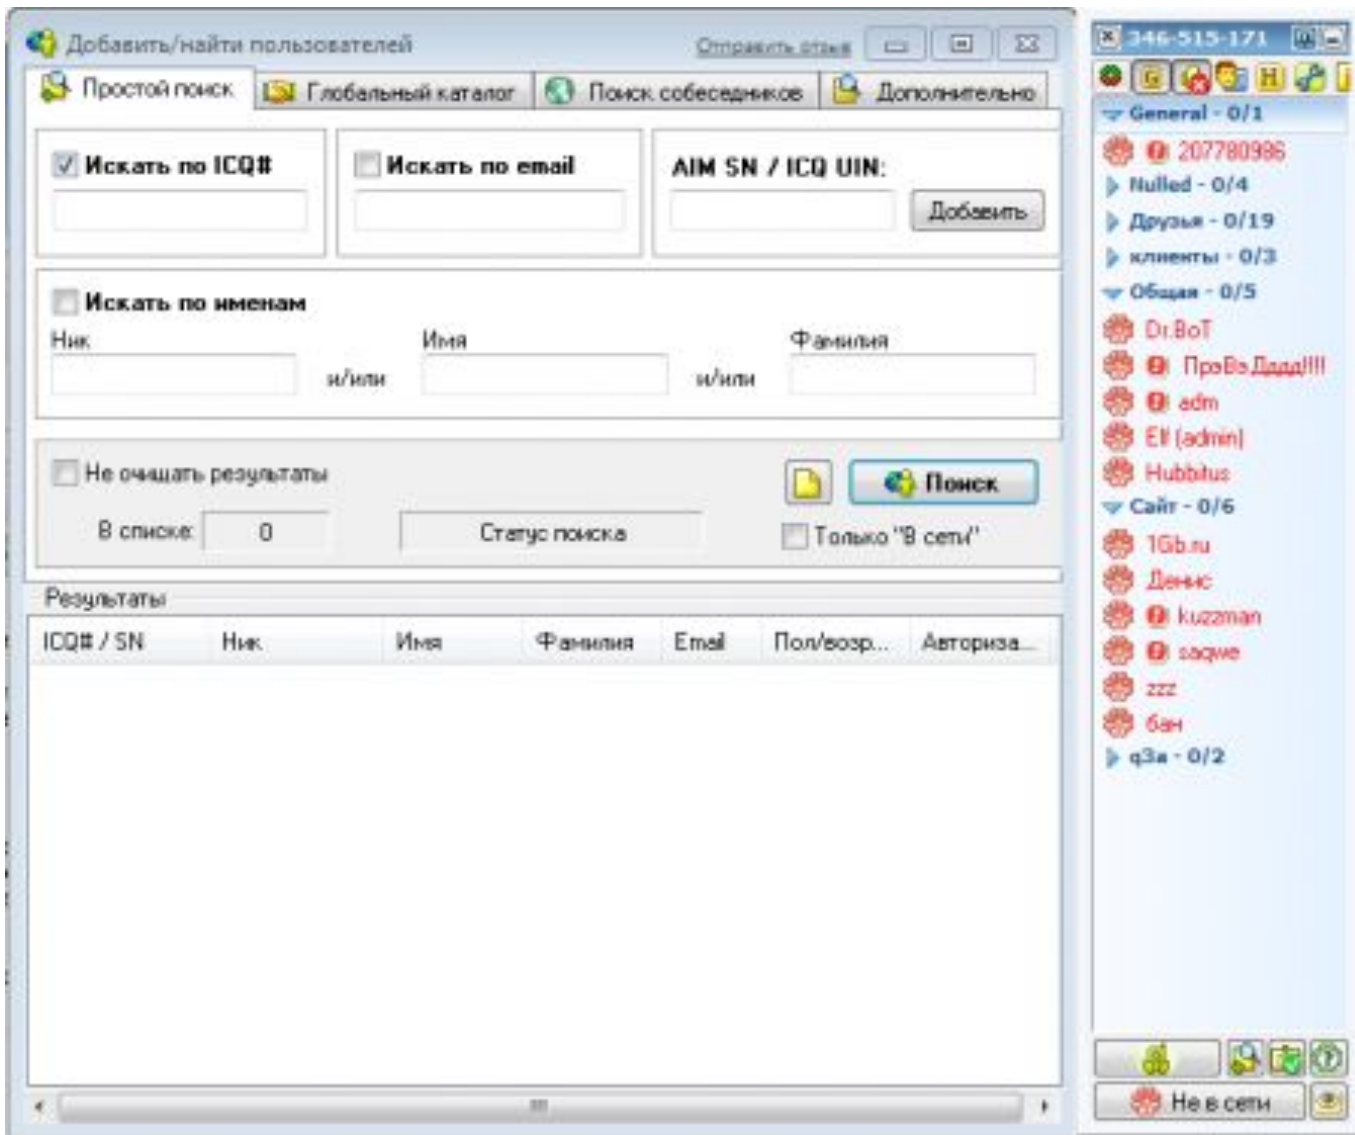 Добавить/найти пользователей
Отправить отзыв
Простой поиск
Глобальный каталог
Поиск собеседников
Дополнительно
Искать по ICQ#
Искать по email
AIM SN / ICQ UIN:
Добавить
Искать по именам
Ник
Имя
Фамилия
и/или
и/или
Не очищать результаты
Поиск
В списке:
0
Статус поиска
Только "В сети"
Результаты
ICQ# / SN
Ник
Имя
Фамилия
Email
Пол/возр...
Авториза...
346-515-171
General - 0/1
207780986
Nulled - 0/4
Друзья - 0/19
клиенты - 0/3
Общая - 0/5
Dr.BoT
ПрэВэДддд!!!!
adm
Elf (admin)
Hubbitus
Сайт - 0/6
1Gb.ru
Денис
kuzzman
saqwe
zzz
бан
q3a - 0/2
Не в сети